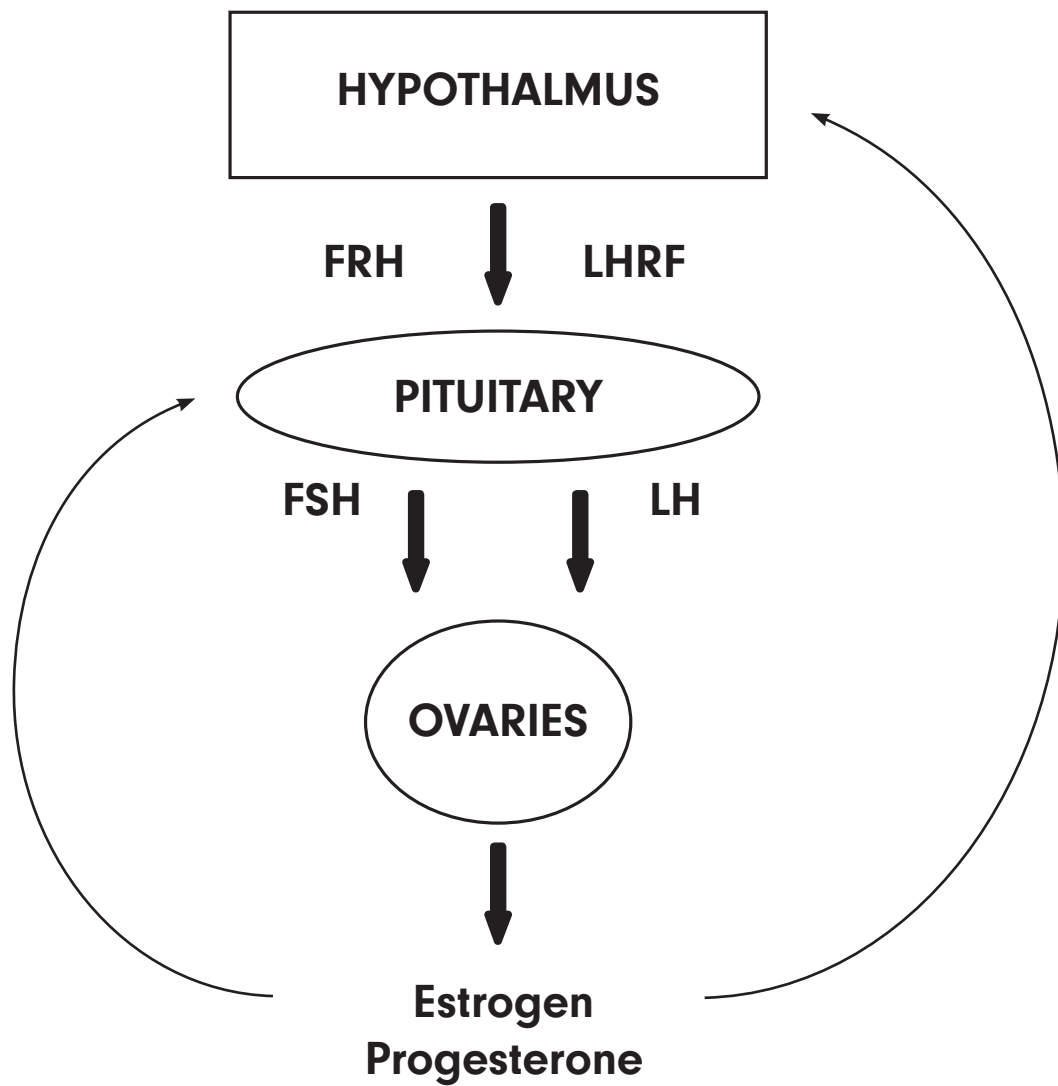 HYPOTHALMUS
FRH LHRF
PITUITARY
FSH LH
OVARIES
Estrogen
Progesterone